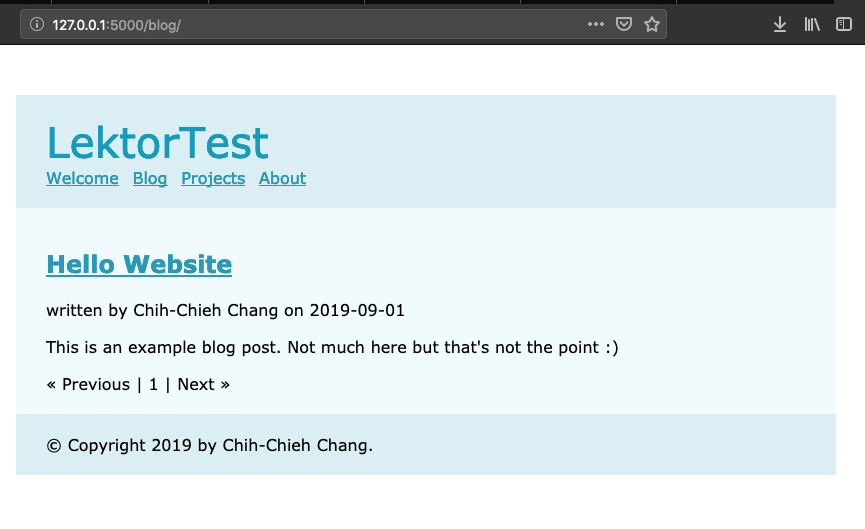 127.0.0.1:5000/blog/
LektorTest
Welcome Blog Projects About
Hello Website
written by Chih-Chieh Chang on 2019-09-01
This is an example blog post. Not much here but that's not the point :)
« Previous | 1 | Next »
© Copyright 2019 by Chih-Chieh Chang.